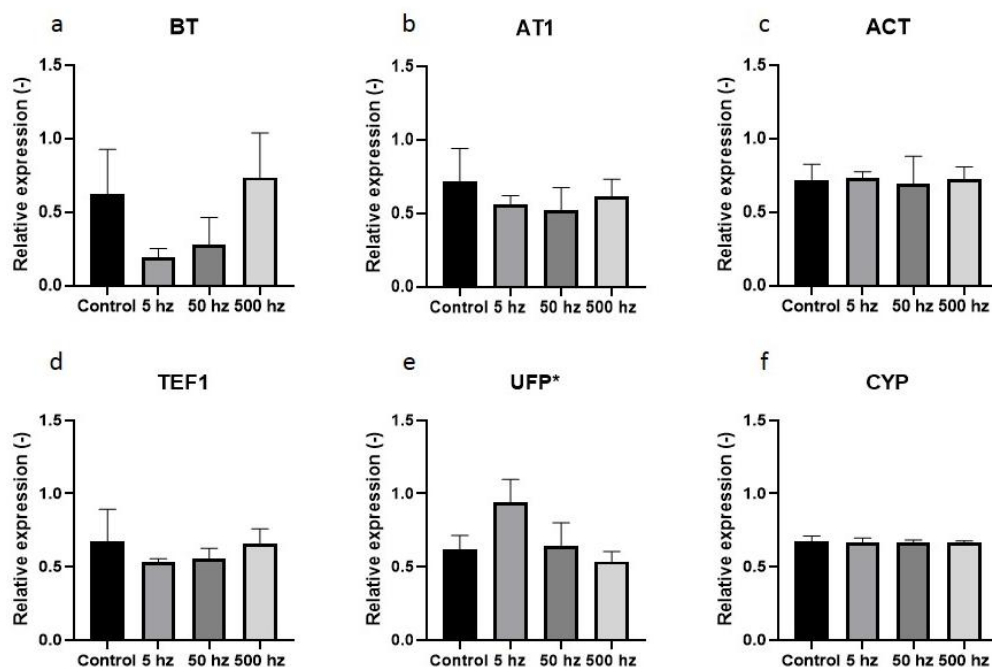 a
BT
Relative expression (-)
1.5
1.0
0.5
0.0
Control 5 hz 50 hz 500 hz
b
AT1
Relative expression (-)
1.5
1.0
0.5
0.0
Control 5 hz 50 hz 500 hz
c
ACT
Relative expression (-)
1.5
1.0
0.5
0.0
Control 5 hz 50 hz 500 hz
d
TEF1
Relative expression (-)
1.5
1.0
0.5
0.0
Control 5 hz 50 hz 500 hz
e
UFP*
Relative expression (-)
1.5
1.0
0.5
0.0
Control 5 hz 50 hz 500 hz
f
CYP
Relative expression (-)
1.5
1.0
0.5
0.0
Control 5 hz 50 hz 500 hz